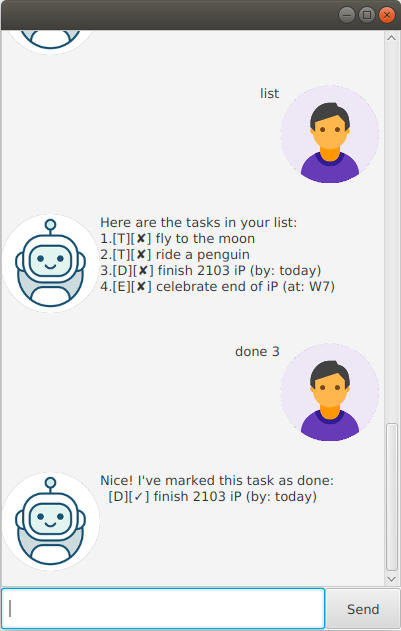 list
Here are the tasks in your list:
1.[T][✘] fly to the moon
2.[T][✘] ride a penguin
3.[D][✘] finish 2103 iP (by: today)
4.[E][✘] celebrate end of iP (at: W7)
done 3
Nice! I've marked this task as done:
[D][✓] finish 2103 iP (by: today)
Send